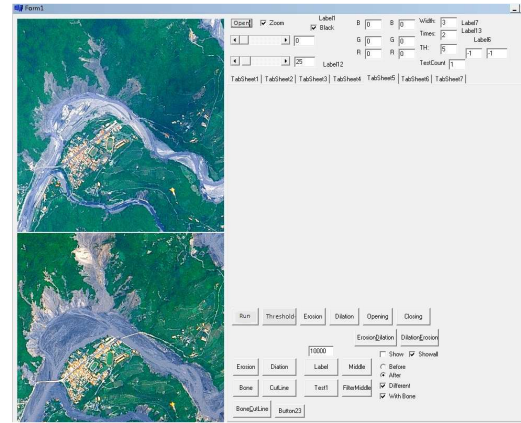 Form1
Open Zoom Label1 B 0 B 0 Width: 3 Label7
Black Times: 2 Label13
0 G 0 G 0 Label6
R 0 R 0 TH: 5 -1 -1
25 Label12 TextCount 1
TabSheet1 TabSheet2 TabSheet3 TabSheet4 TabSheet5 TabSheet6 TabSheet7
Run Threshold Erosion Dilation Opening Closing
ErosionDilation DilationErosion
10000 Show Showall
Erosion Diation Label Middle Before
After
Bone CutLine Test1 FilterMiddle Different
With Bone
BoneCutLine Button23